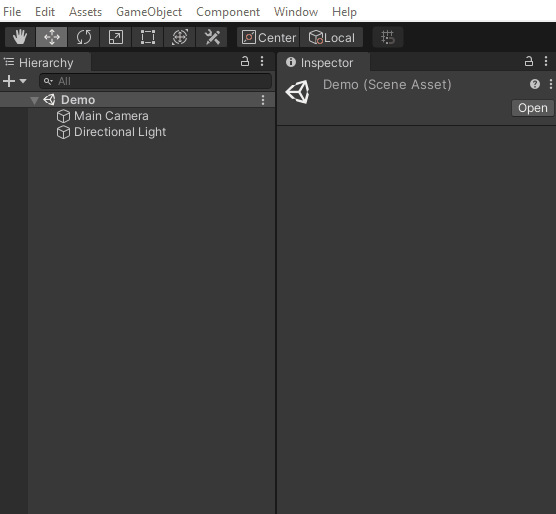 File Edit Assets GameObject Component Window Help
Center Local
Hierarchy
All
Demo
Main Camera
Directional Light
Inspector
Demo (Scene Asset)
Open